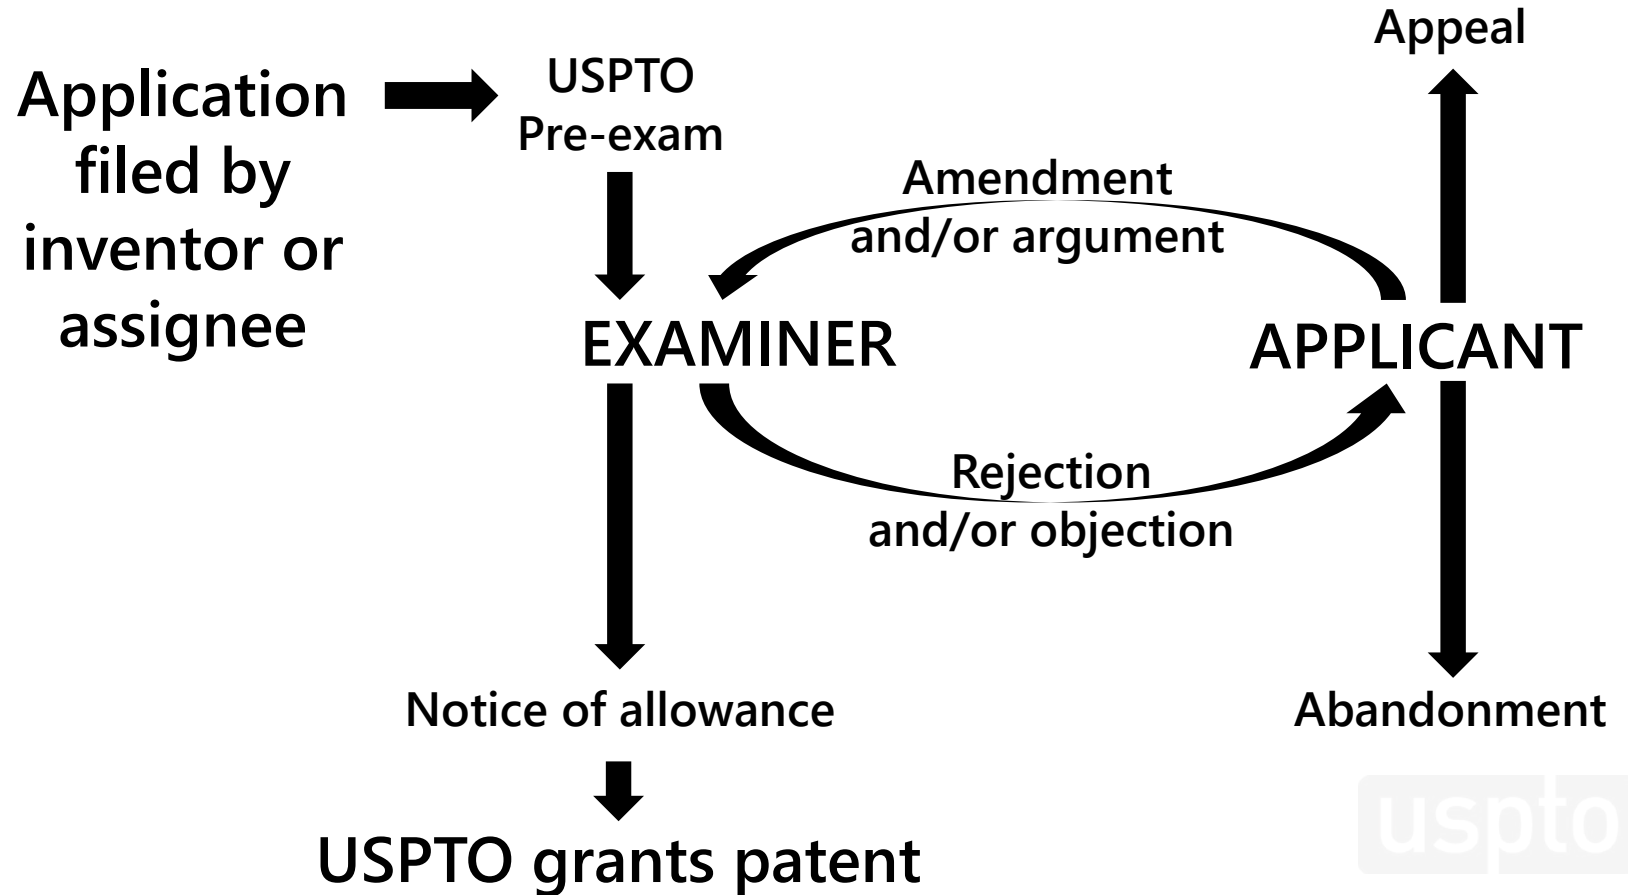 Application
filed by
inventor or
assignee
USPTO
Pre-exam
Appeal
Amendment
and/or argument
EXAMINER
APPLICANT
Rejection
and/or objection
Notice of allowance
Abandonment
USPTO grants patent
uspto